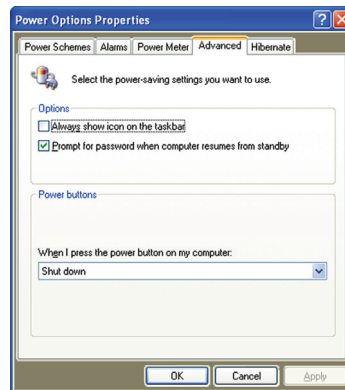 Power Options Properties
Power Schemes Alarms Power Meter Advanced Hibernate
Select the power-saving settings you want to use.
Options
Always show icon on the taskbar
Prompt for password when computer resumes from standby
Power buttons
When I press the power button on my computer:
Shut down
OK Cancel Apply